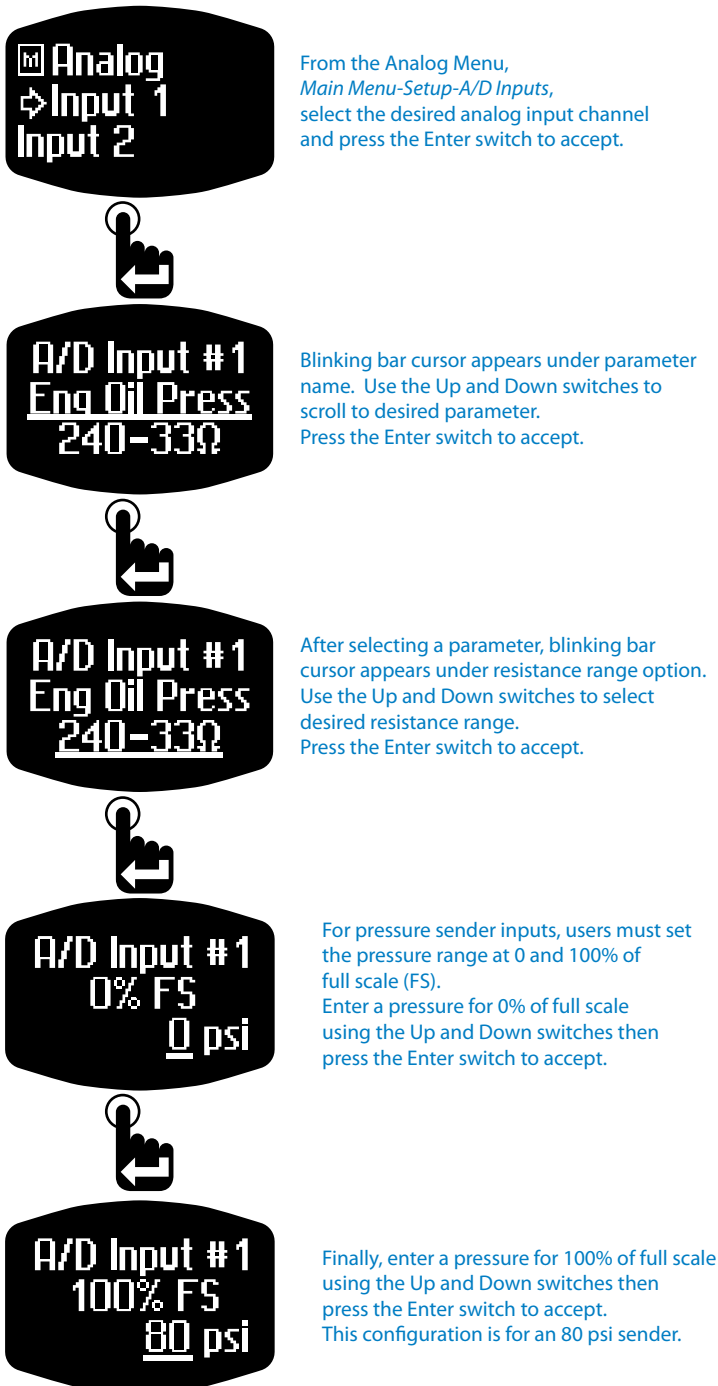 M Analog
Input 1
Input 2
From the Analog Menu,
Main Menu-Setup-A/D Inputs,
select the desired analog input channel
and press the Enter switch to accept.
A/D Input #1
Eng Oil Press
240-33Ω
Blinking bar cursor appears under parameter
name. Use the Up and Down switches to
scroll to desired parameter.
Press the Enter switch to accept.
A/D Input #1
Eng Oil Press
240-33Ω
After selecting a parameter, blinking bar
cursor appears under resistance range option.
Use the Up and Down switches to select
desired resistance range.
Press the Enter switch to accept.
A/D Input #1
0% FS
0 psi
For pressure sender inputs, users must set
the pressure range at 0 and 100% of
full scale (FS).
Enter a pressure for 0% of full scale
using the Up and Down switches then
press the Enter switch to accept.
A/D Input #1
100% FS
80 psi
Finally, enter a pressure for 100% of full scale
using the Up and Down switches then
press the Enter switch to accept.
This configuration is for an 80 psi sender.